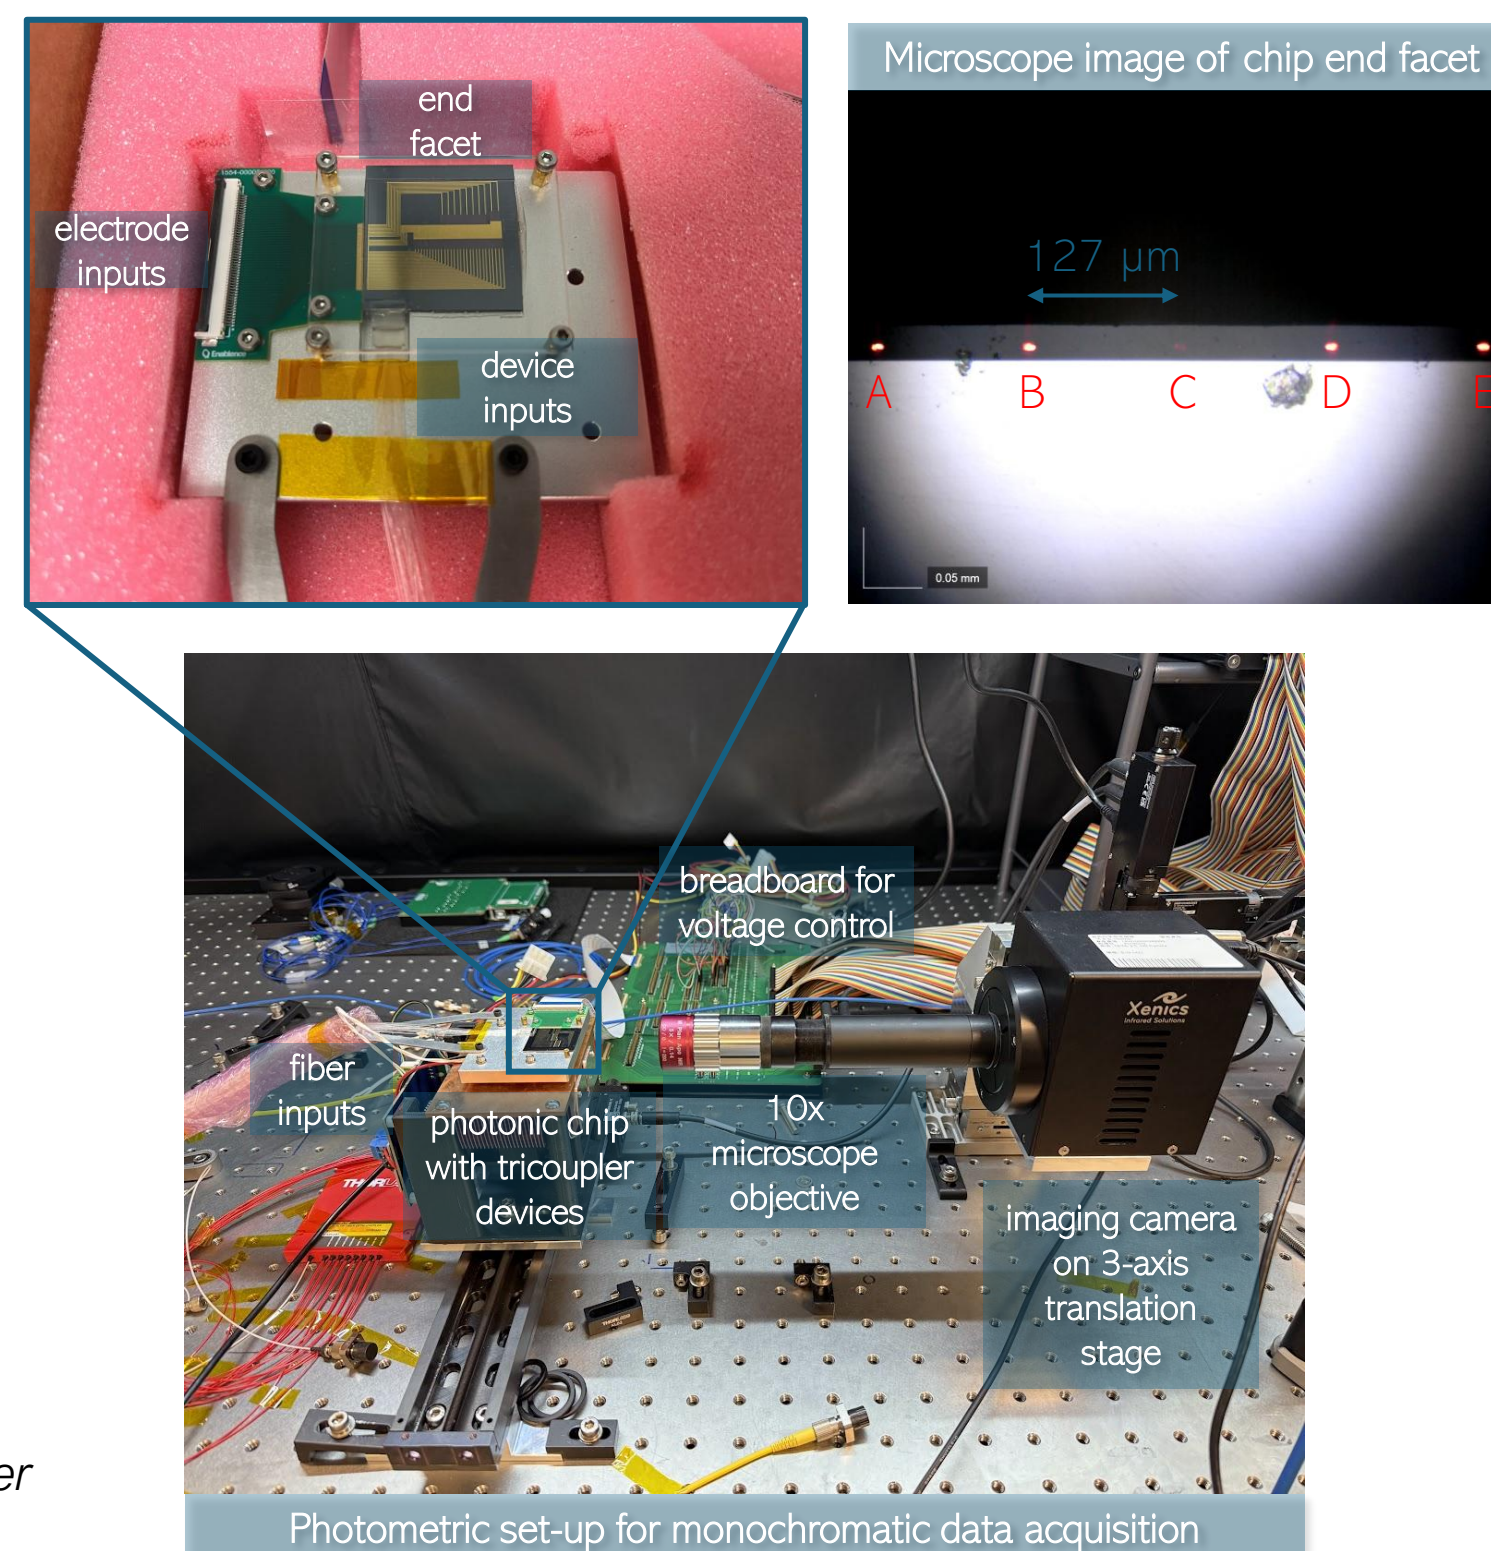 end
facet
electrode
inputs
device
inputs
Enablence
Microscope image of chip end facet
127 µm
A
B
C
D
E
0.05 mm
breadboard for
voltage control
Xenics
Infrared Solutions
fiber
inputs
photonic chip
with tricoupler
devices
10x
microscope
objective
imaging camera
on 3-axis
translation
stage
er
Photometric set-up for monochromatic data acquisition